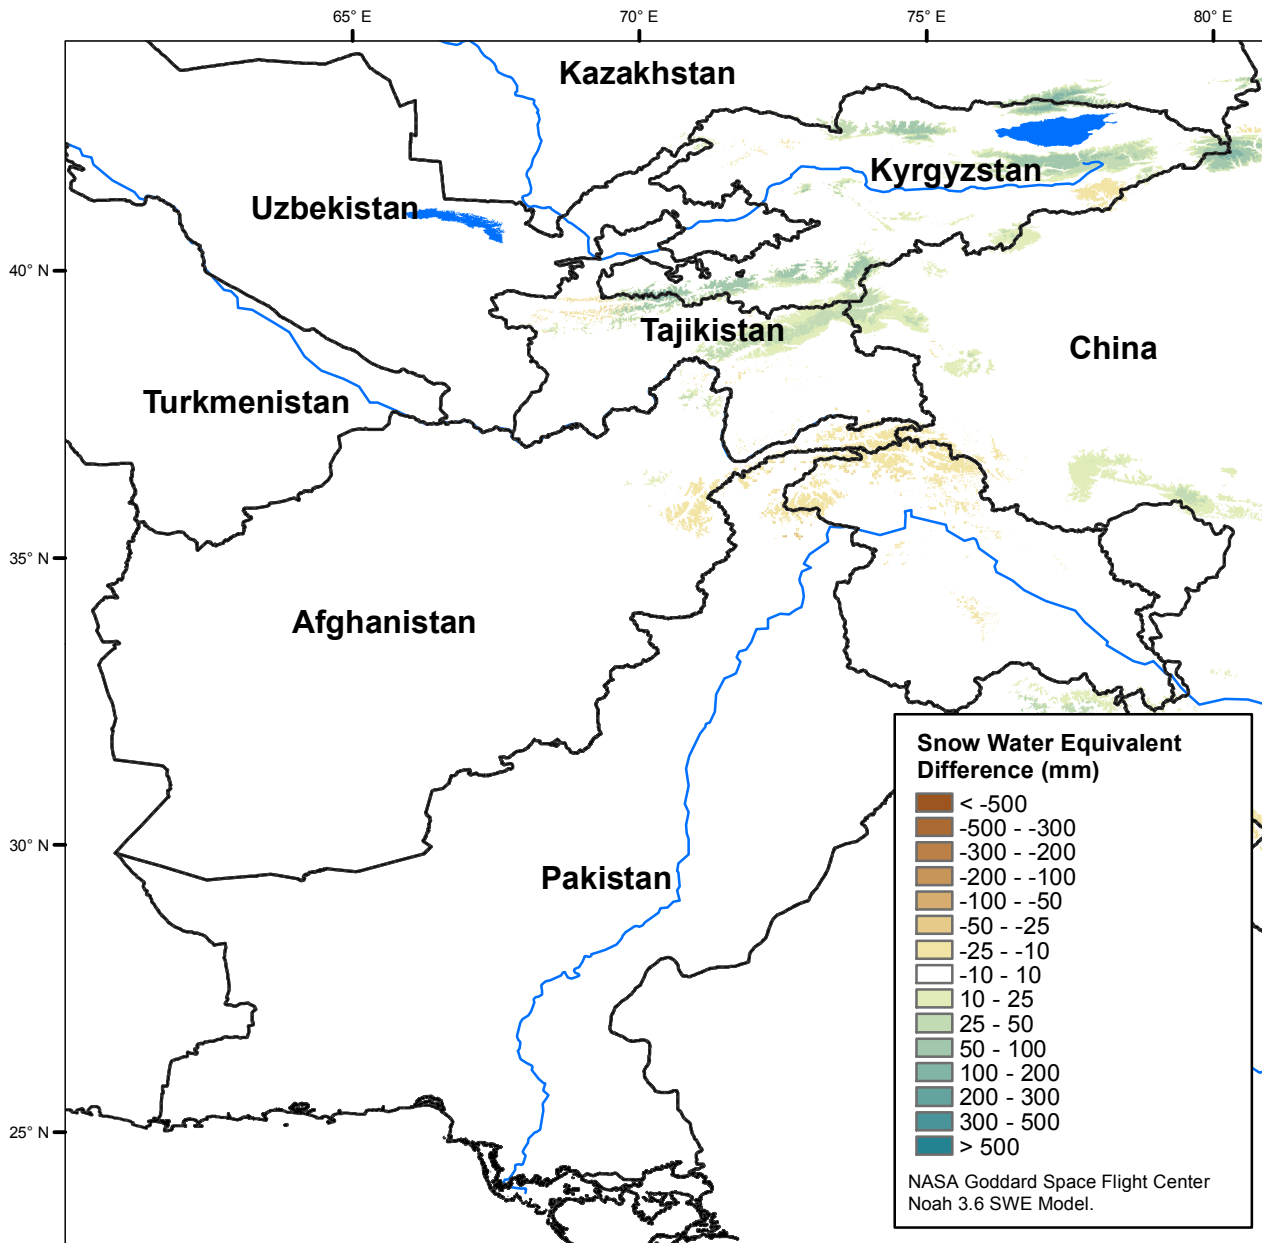 65° E
70° E
75° E
80° E
Kazakhstan
Kyrgyzstan
Uzbekistan
40° N
Tajikistan
China
Turkmenistan
35° N
Afghanistan
Snow Water Equivalent
Difference (mm)
< -500
-500 - -300
-300 - -200
-200 - -100
-100 - -50
-50 - -25
-25 - -10
-10 - 10
10 - 25
25 - 50
50 - 100
100 - 200
200 - 300
300 - 500
> 500
NASA Goddard Space Flight Center
Noah 3.6 SWE Model.
30° N
Pakistan
25° N